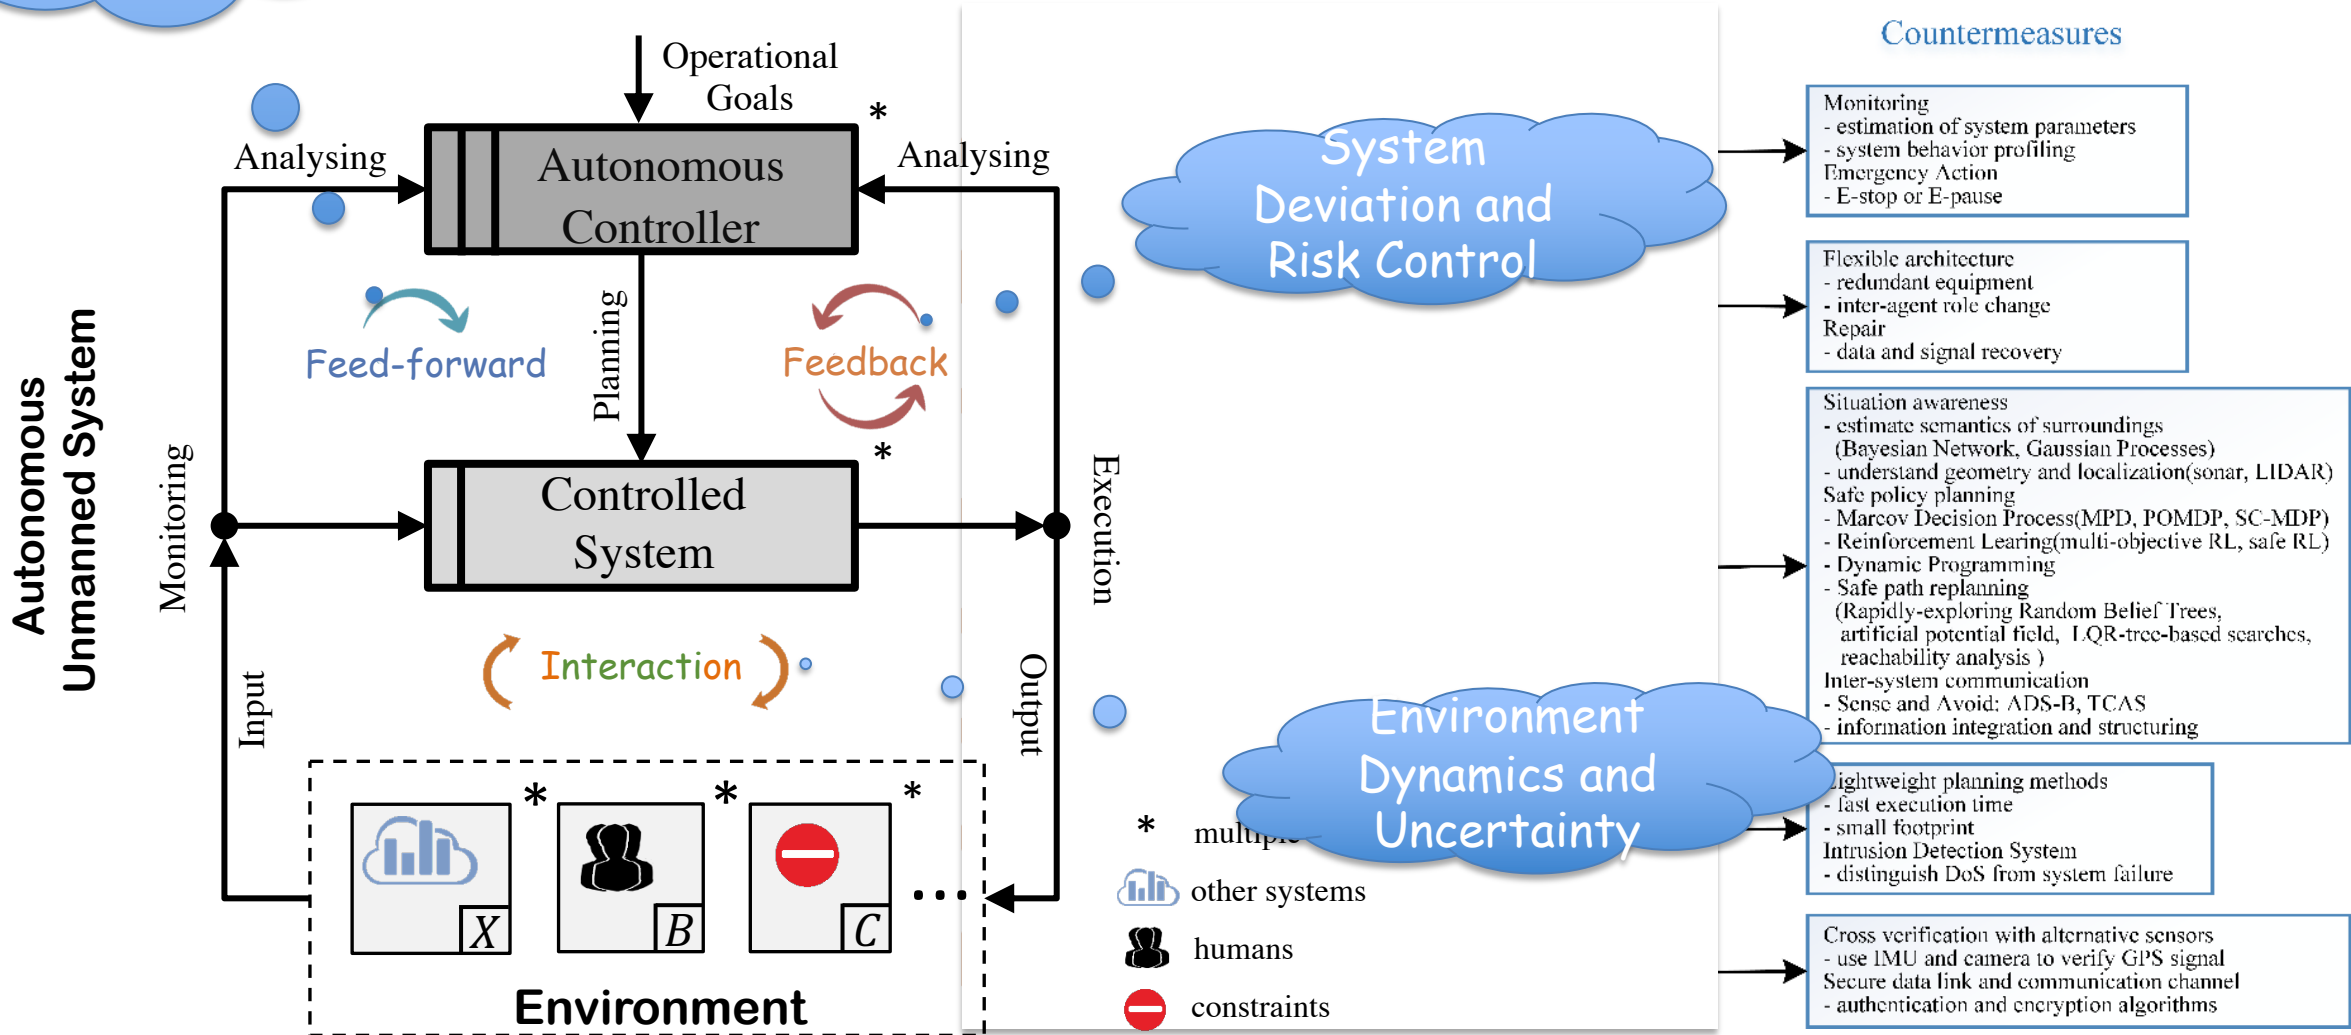 Operational
Goals
*
Analysing
Autonomous
Controller
Analysing
Feed-forward
Planning
Feedback
*
Autonomous
Unmanned System
Monitoring
Controlled
System
Execution
Input
Interaction
Output
* * *
X
B
C
...
Environment
System
Deviation and
Risk Control
Environment
Dynamics and
Uncertainty
* multiple
other systems
humans
constraints
Countermeasures
Monitoring
- estimation of system parameters
- system behavior profiling
Emergency Action
- E-stop or E-pause
Flexible architecture
- redundant equipment
- inter-agent role change
Repair
- data and signal recovery
Situation awareness
- estimate semantics of surroundings
(Bayesian Network, Gaussian Processes)
- understand geometry and localization(sonar, LIDAR)
Safe policy planning
- Marcov Decision Process(MPD, POMDP, SC-MDP)
- Reinforcement Learing(multi-objective RL, safe RL)
- Dynamic Programming
- Safe path replanning
(Rapidly-exploring Random Belief Trees,
artificial potential field, LQR-tree-based searches,
reachability analysis )
Inter-system communication
- Sense and Avoid: ADS-B, TCAS
- information integration and structuring
Lightweight planning methods
- fast execution time
- small footprint
Intrusion Detection System
- distinguish DoS from system failure
Cross verification with alternative sensors
- use IMU and camera to verify GPS signal
Secure data link and communication channel
- authentication and encryption algorithms